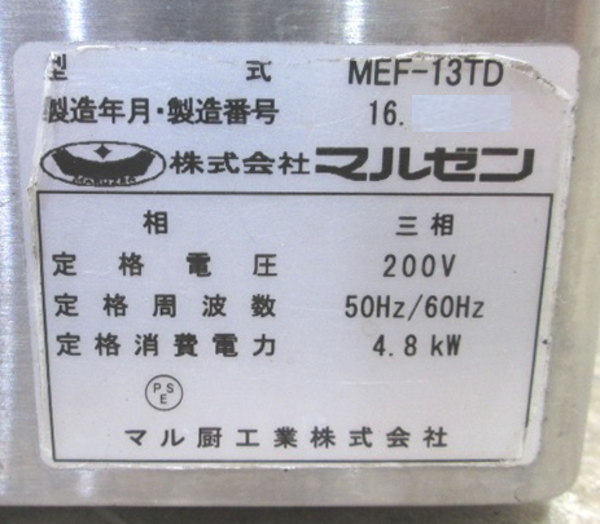 型式 MEF-13TD
製造年月・製造番号 16.
MARUZEN 株式会社マルゼン
相 三相
定格電圧 200V
定格周波数 50Hz/60Hz
定格消費電力 4.8kW
PSE
マル厨工業株式会社